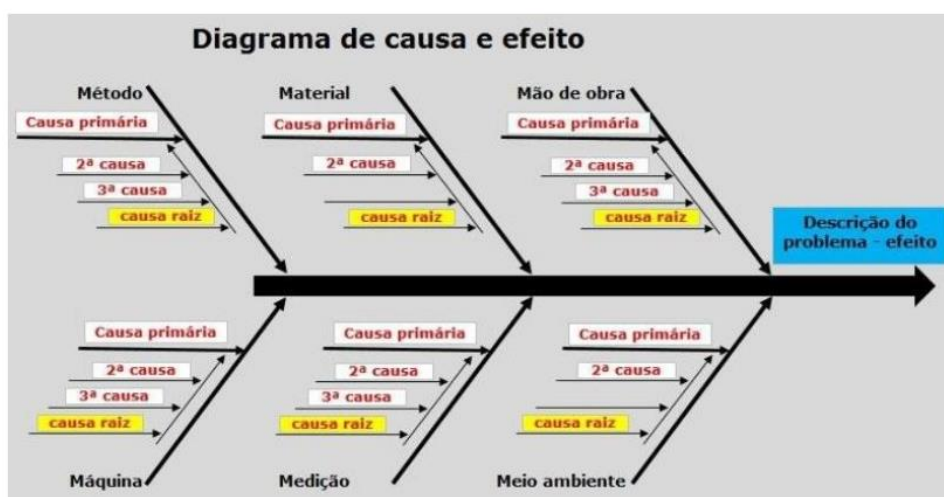 Diagrama de causa e efeito
Método
Causa primária
2ª causa
3ª causa
causa raiz
Material
Causa primária
2ª causa
causa raiz
Mão de obra
Causa primária
2ª causa
3ª causa
causa raiz
Descrição do
problema - efeito
Causa primária
2ª causa
3ª causa
causa raiz
Máquina
Causa primária
2ª causa
3ª causa
causa raiz
Medição
Causa primária
2ª causa
causa raiz
Meio ambiente